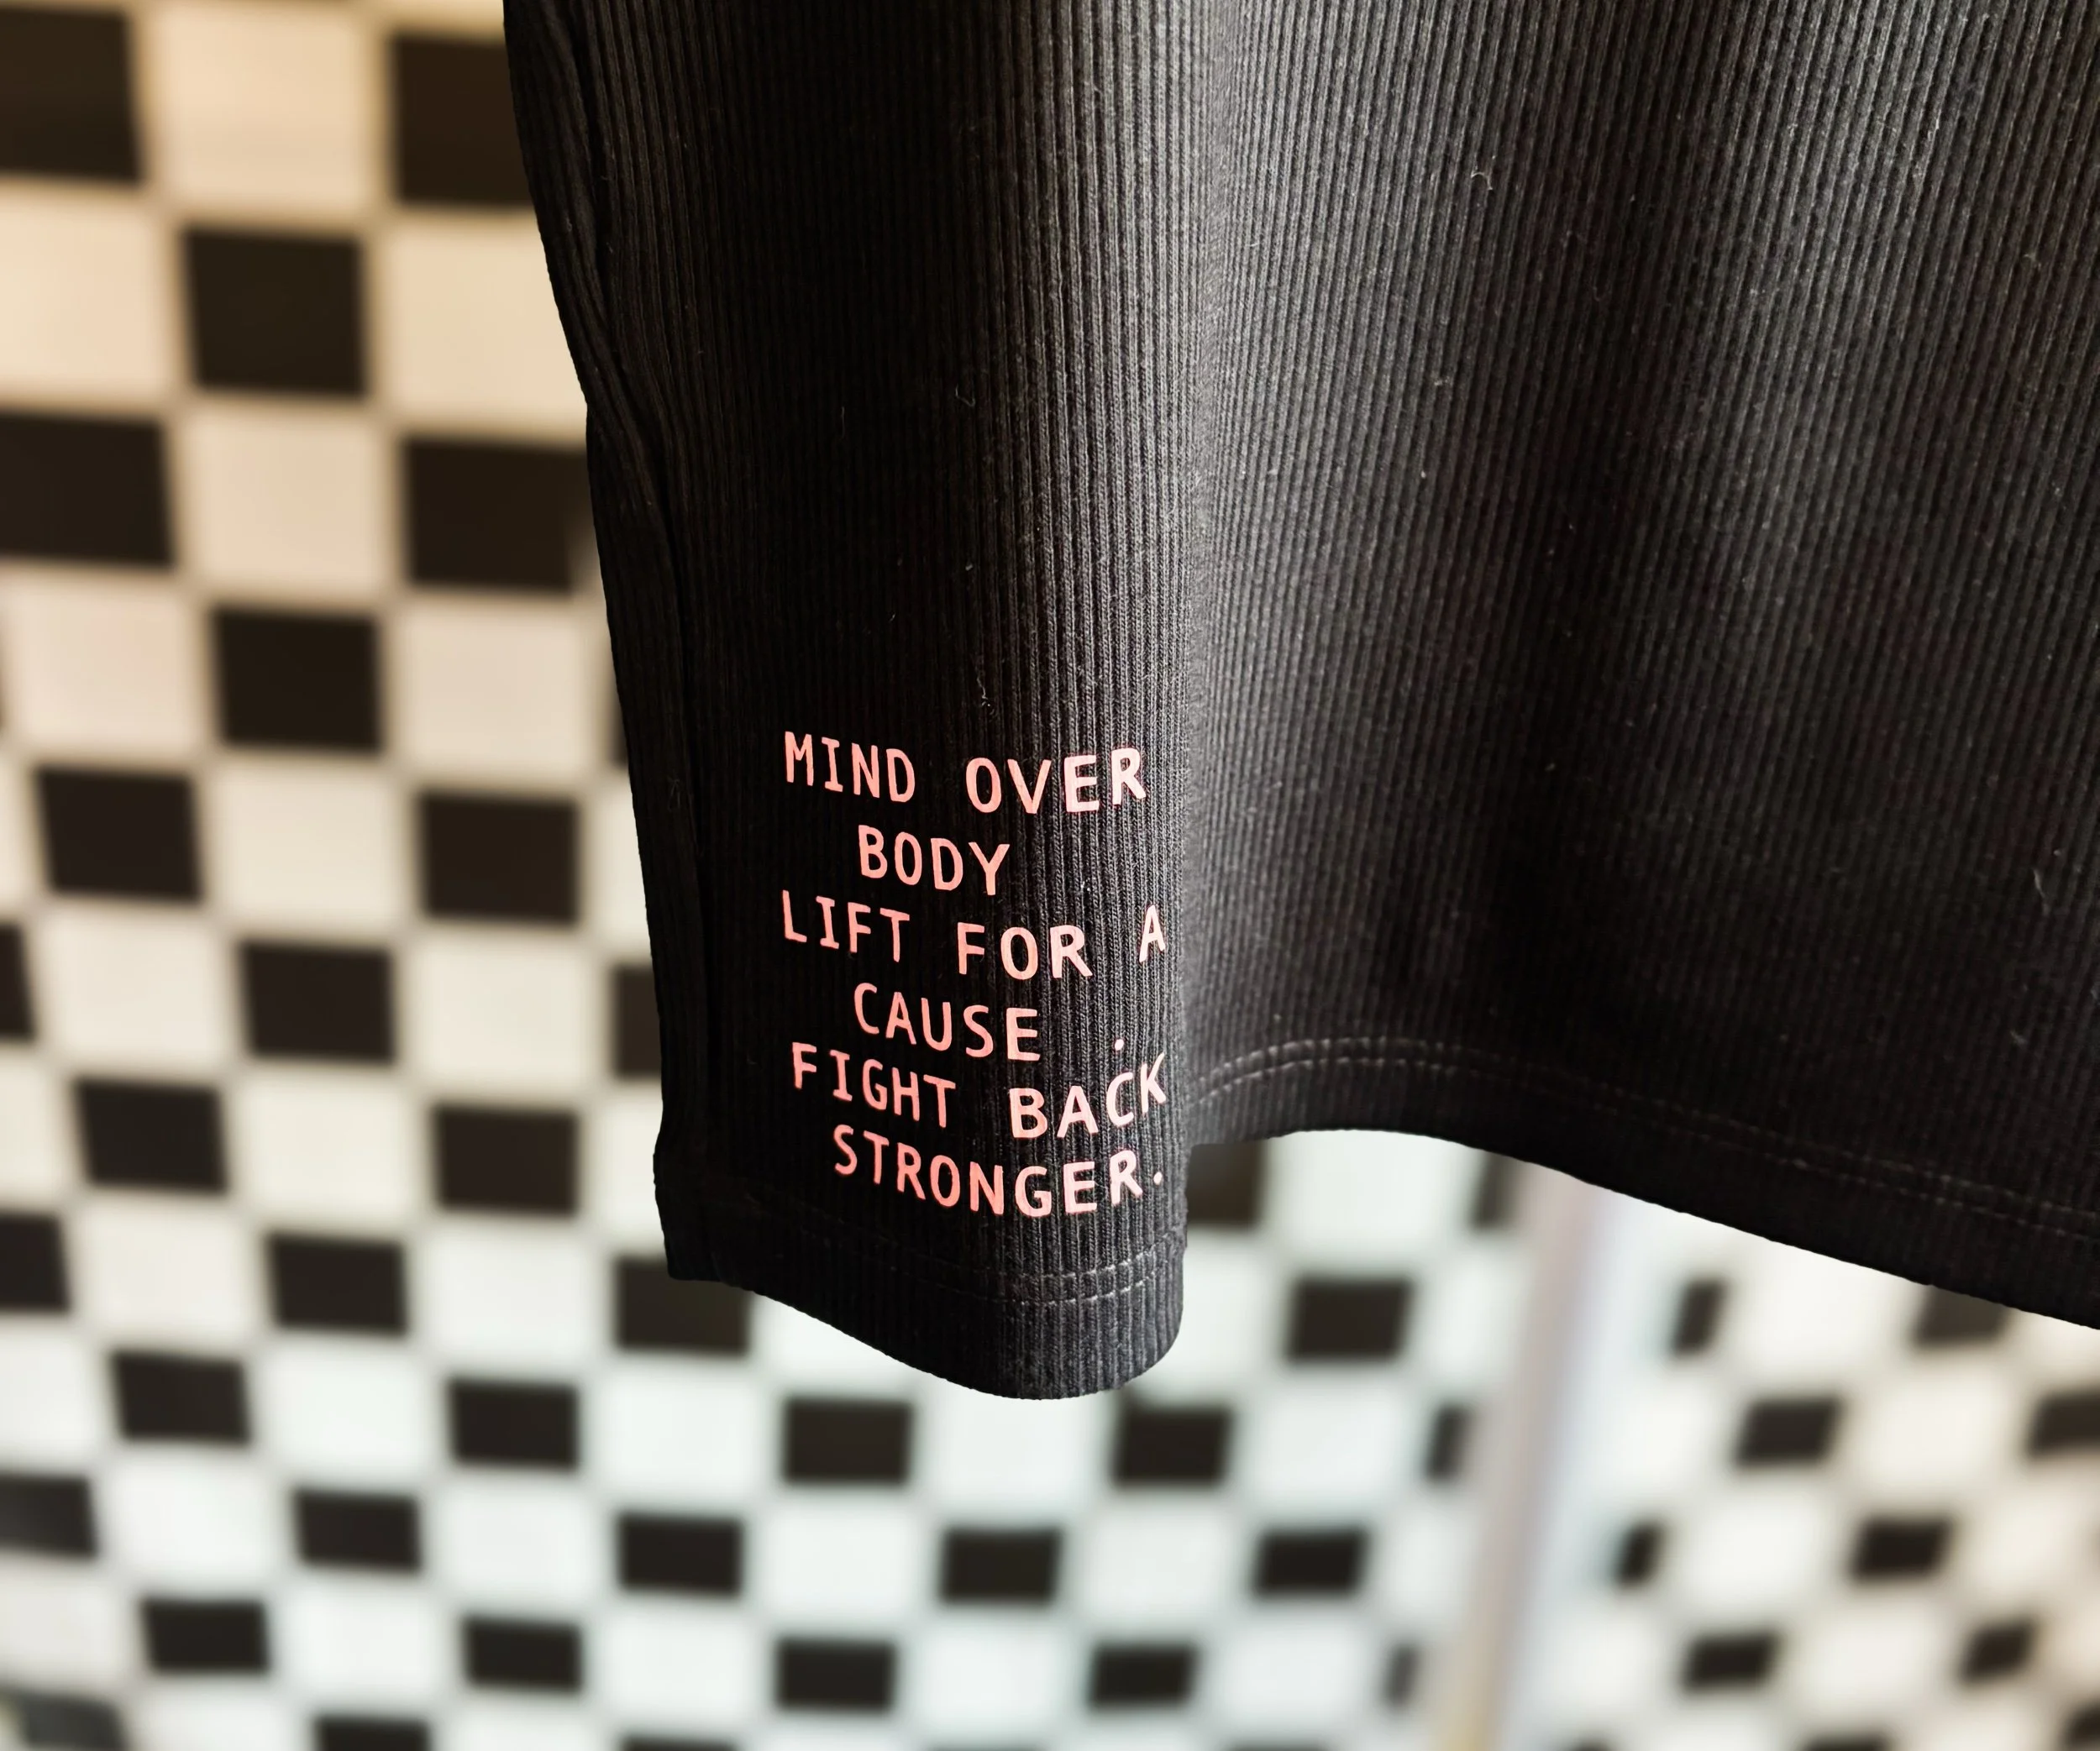 MIND OVER
BODY
LIFT FOR A
CAUSE .
FIGHT BACK
STRONGER.